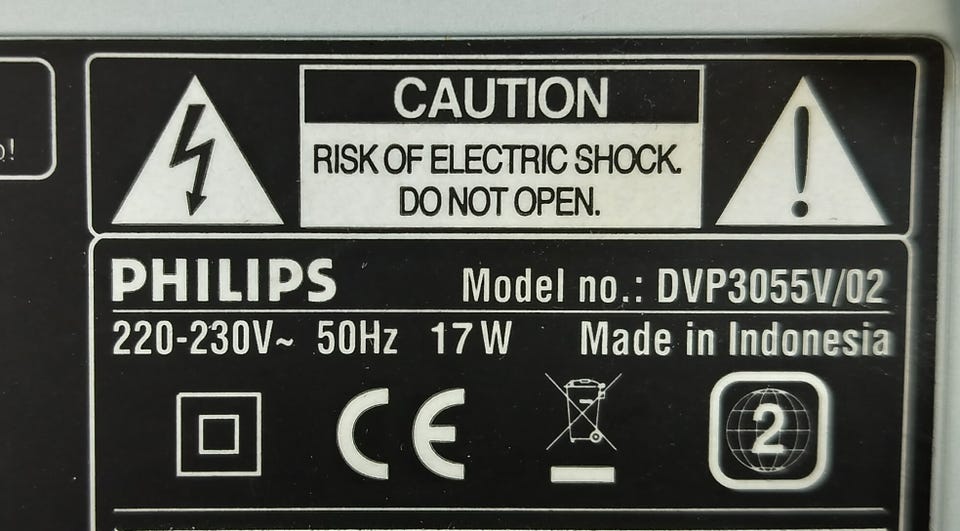 CAUTION
RISK OF ELECTRIC SHOCK.
DO NOT OPEN.
PHILIPS Model no.: DVP3055V/02
220-230V~ 50Hz 17W Made in Indonesia
CE 2